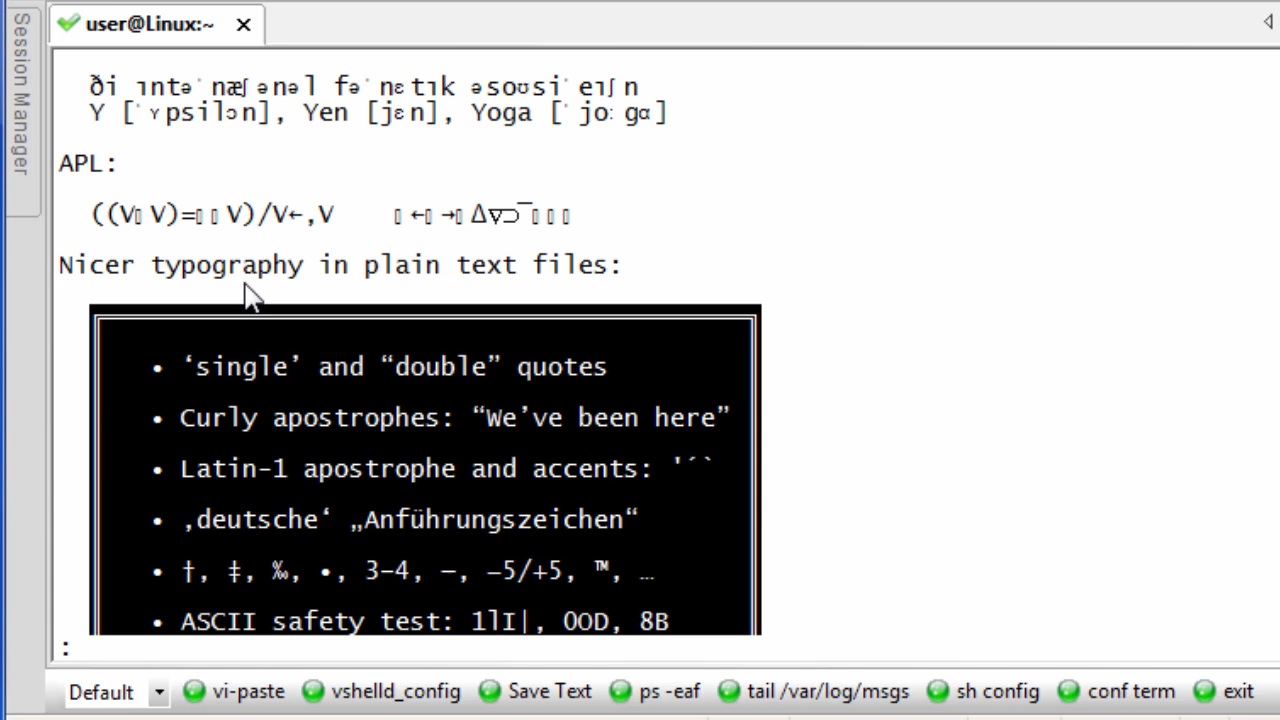 Session Manager
user@Linux:~
ði ıntəˈnæʃənəl fəˈnɛtık əsoʊsiˈeıʃn
Y [ˈʏpsilɔn], Yen [jɛn], Yoga [ˈjoːgɑ]
APL:
((V▯V)=▯▯V)/V←,V ▯←▯→▯∆∇⊃‾▯▯▯
Nicer typography in plain text files:
• ‘single’ and “double” quotes
• Curly apostrophes: “We’ve been here”
• Latin-1 apostrophe and accents: '´`
• ‚deutsche‘ „Anführungszeichen“
• †, ‡, ‰, •, 3–4, —, −5/+5, ™, …
• ASCII safety test: 1lI|, 0OD, 8B
:
Default vi-paste vshelld_config Save Text ps -eaf tail /var/log/msgs sh config conf term exit